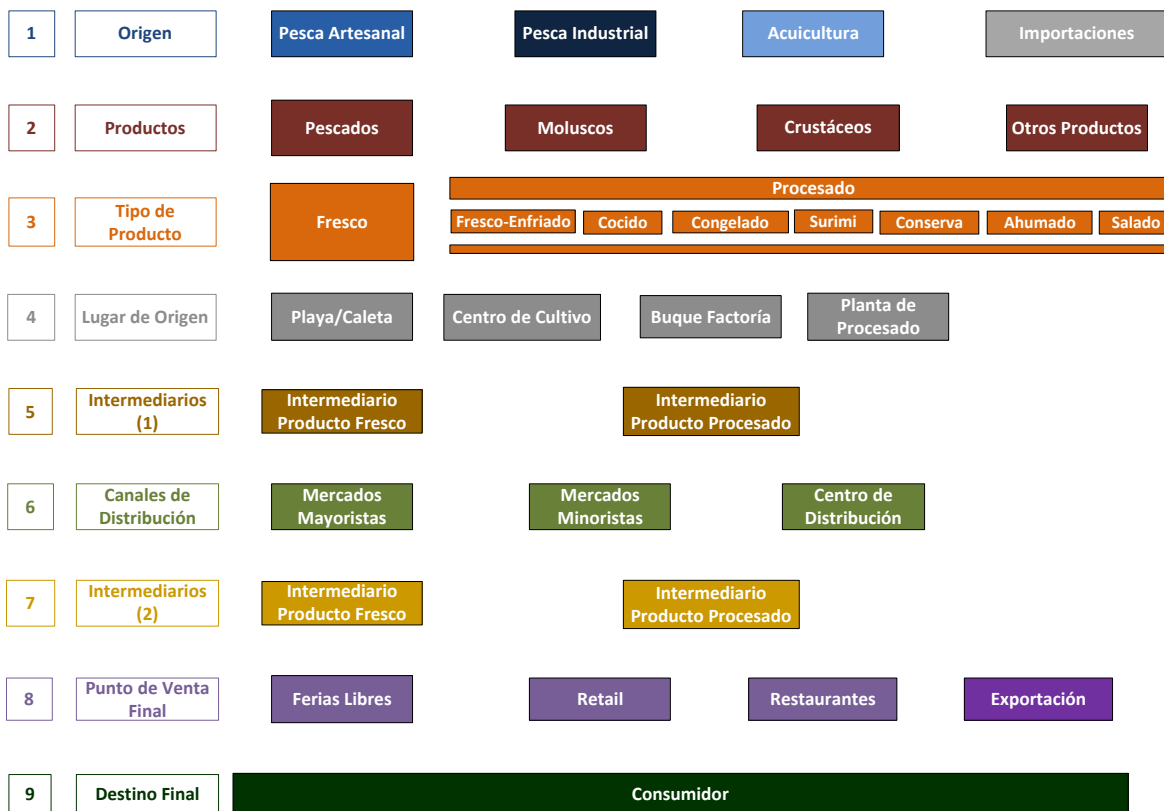 1 Origen Pesca Artesanal Pesca Industrial Acuicultura Importaciones
2 Productos Pescados Moluscos Crustáceos Otros Productos
3 Tipo de
Producto
Fresco
Procesado
Fresco-Enfriado Cocido Congelado Surimi Conserva Ahumado Salado
4 Lugar de Origen Playa/Caleta Centro de Cultivo Buque Factoría
Planta de
Procesado
5 Intermediarios
(1)
Intermediario
Producto Fresco
Intermediario
Producto Procesado
6 Canales de
Distribución
Mercados
Mayoristas
Mercados
Minoristas
Centro de
Distribución
7 Intermediarios
(2)
Intermediario
Producto Fresco
Intermediario
Producto Procesado
8 Punto de Venta
Final
Ferias Libres Retail Restaurantes Exportación
9 Destino Final Consumidor